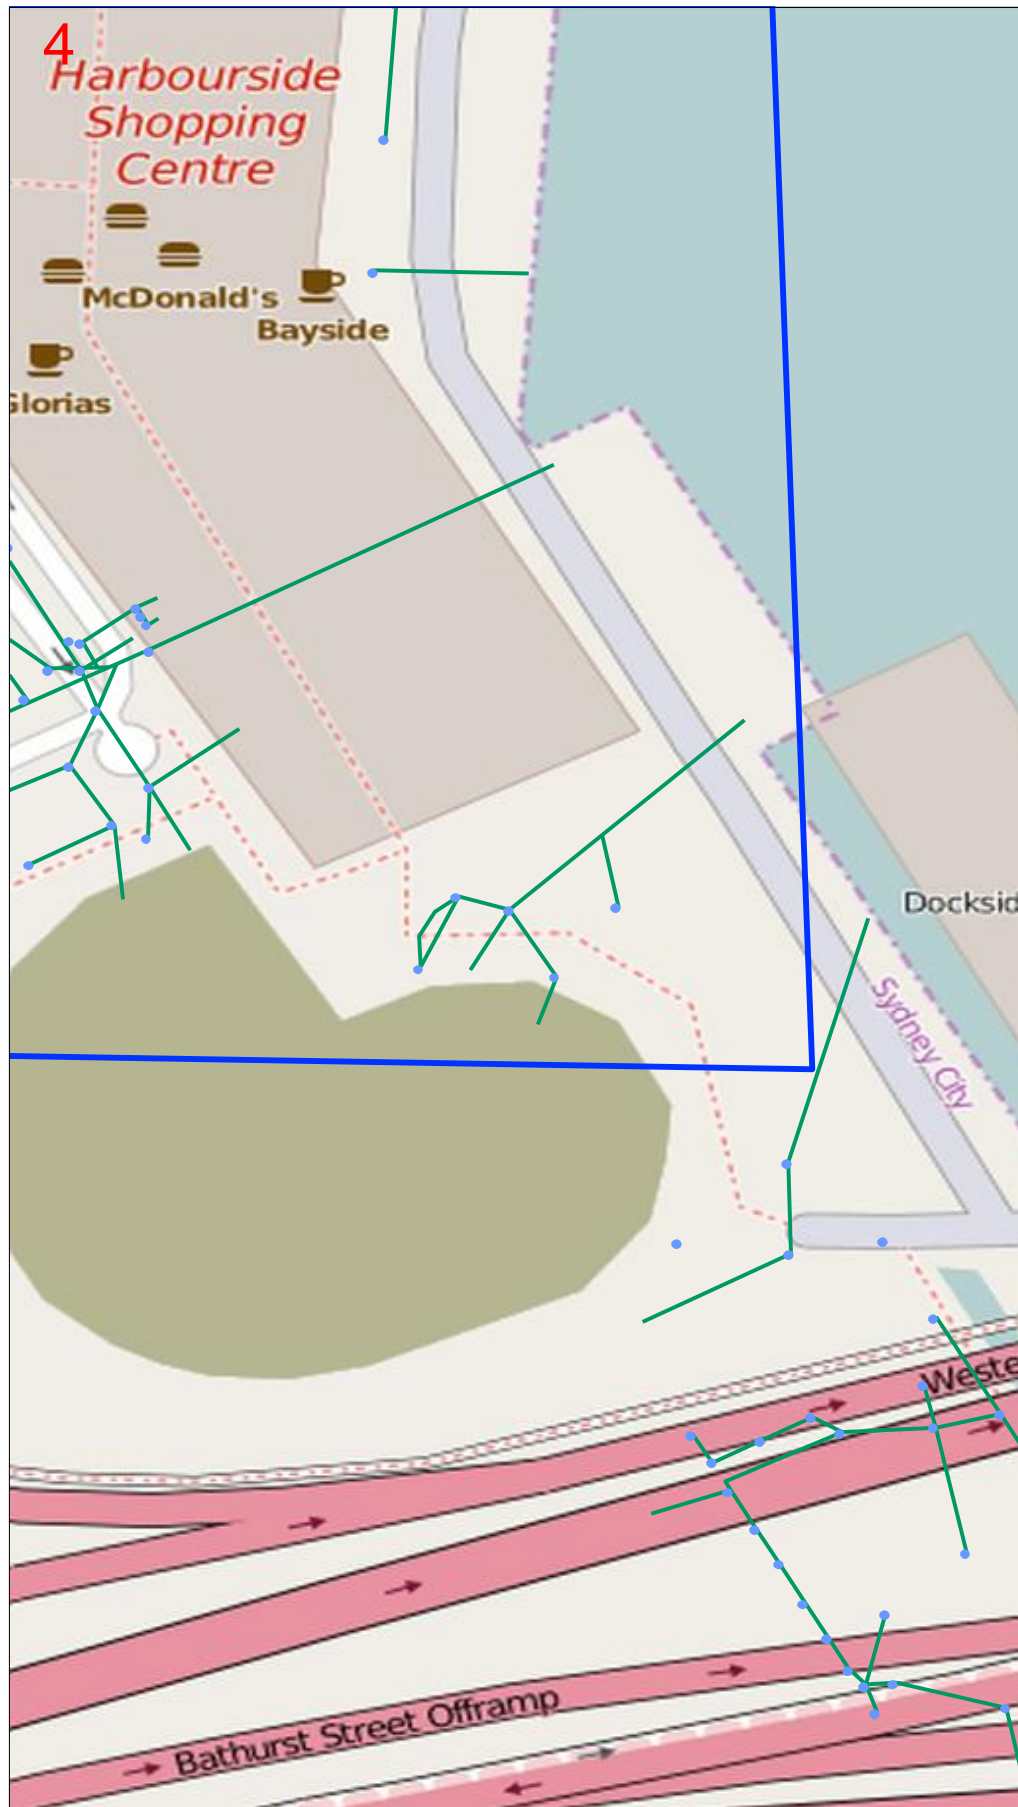 4
Harbourside
Shopping
Centre
McDonald's
Bayside
Glorias
Docksid
Sydney City
Weste
Bathurst Street Offramp